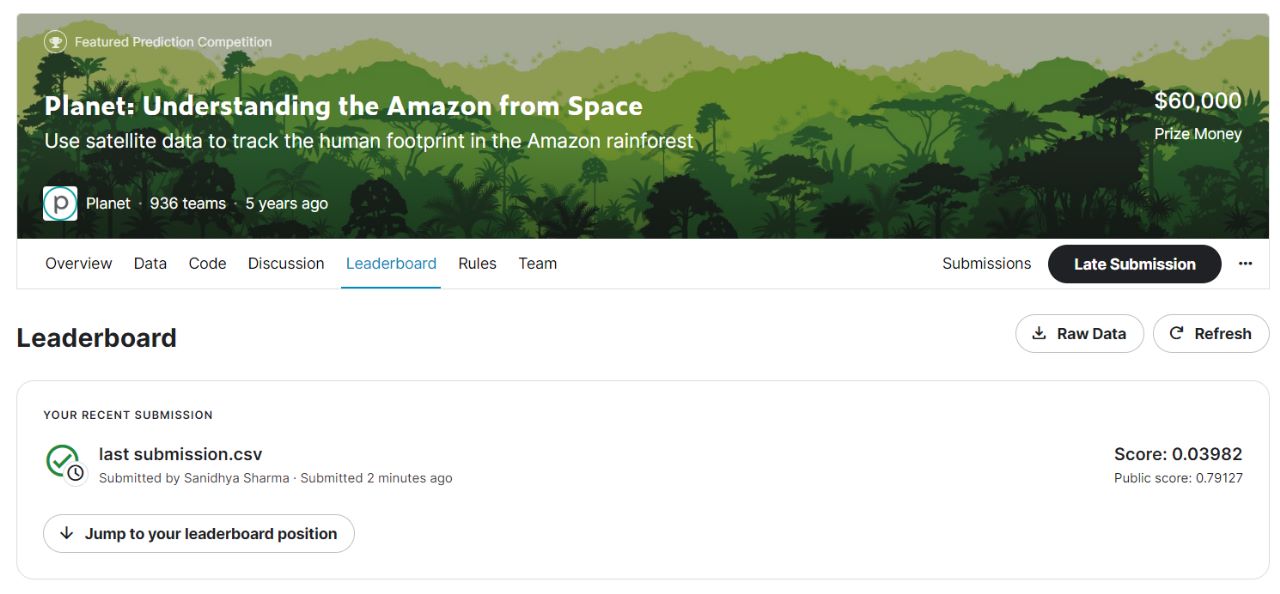 Featured Prediction Competition
Planet: Understanding the Amazon from Space
$60,000
Use satellite data to track the human footprint in the Amazon rainforest
Prize Money
p Planet · 936 teams · 5 years ago
Overview Data Code Discussion Leaderboard Rules Team Submissions Late Submission ...
Leaderboard
Raw Data Refresh
YOUR RECENT SUBMISSION
last submission.csv Score: 0.03982
Submitted by Sanidhya Sharma · Submitted 2 minutes ago Public score: 0.79127
Jump to your leaderboard position